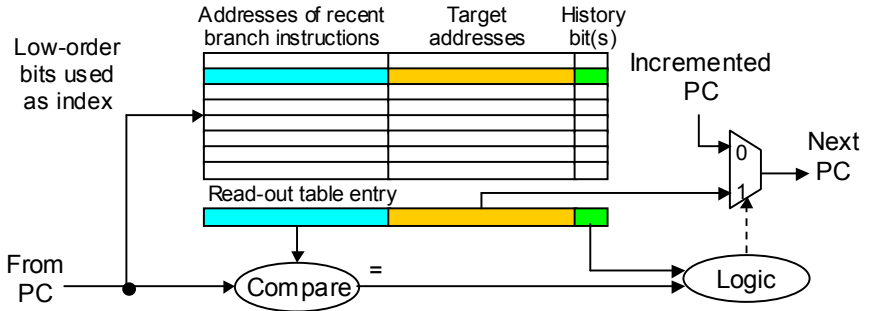 Addresses of recent
branch instructions
Target
addresses
History
bit(s)
Low-order
bits used
as index
Incremented
PC
0
Next
PC
1
Read-out table entry
From
PC
Compare
=
Logic